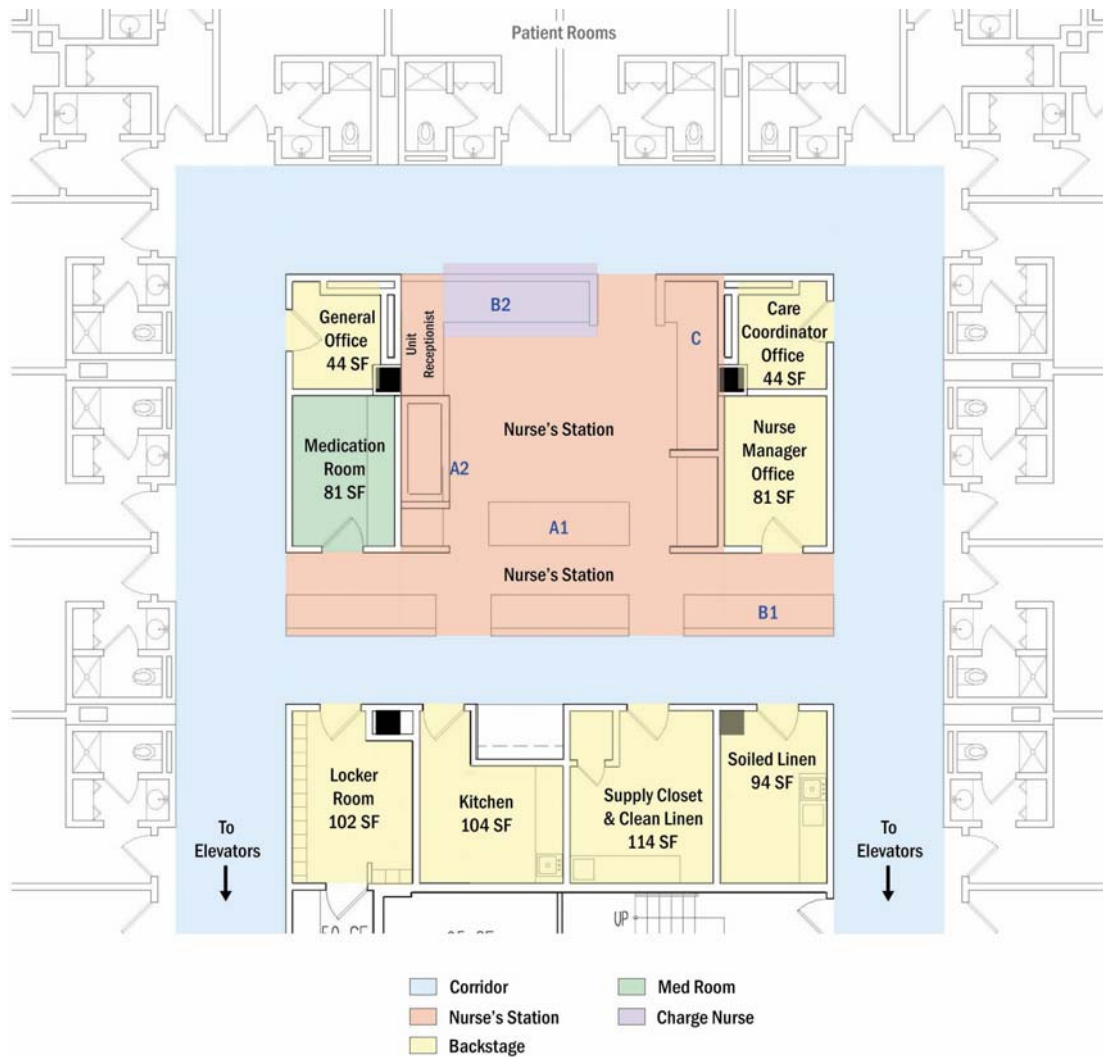 Patient Rooms
General
Office
44 SF
Unit
Receptionist
B2
C
Care
Coordinator
Office
44 SF
Medication
Room
81 SF
A2
Nurse's Station
Nurse
Manager
Office
81 SF
A1
Nurse's Station
B1
Locker
Room
102 SF
Kitchen
104 SF
Supply Closet
& Clean Linen
114 SF
Soiled Linen
94 SF
To
Elevators
To
Elevators
UP
Corridor
Nurse's Station
Backstage
Med Room
Charge Nurse